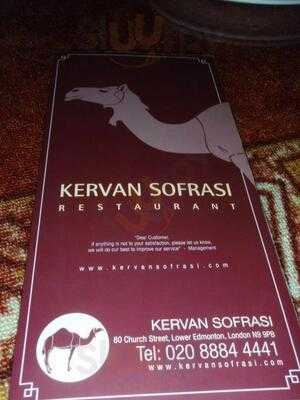 KERVAN SOFRASI
RESTAURANT
"Dear Customer,
if anything is not to your satisfaction, please let us know,
we will do our best to improve our service" - Management
www.kervansofrasi.com
KERVAN SOFRASI
80 Church Street, Lower Edmonton, London N9 9PB
Tel: 020 8884 4441
www.kervansofrasi.com